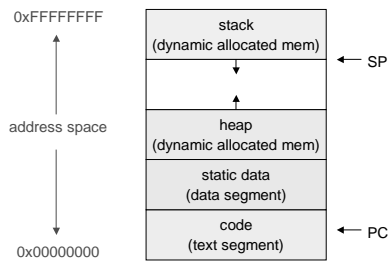 0xFFFFFFFF
stack
(dynamic allocated mem)
SP
address space
heap
(dynamic allocated mem)
static data
(data segment)
code
(text segment)
PC
0x00000000